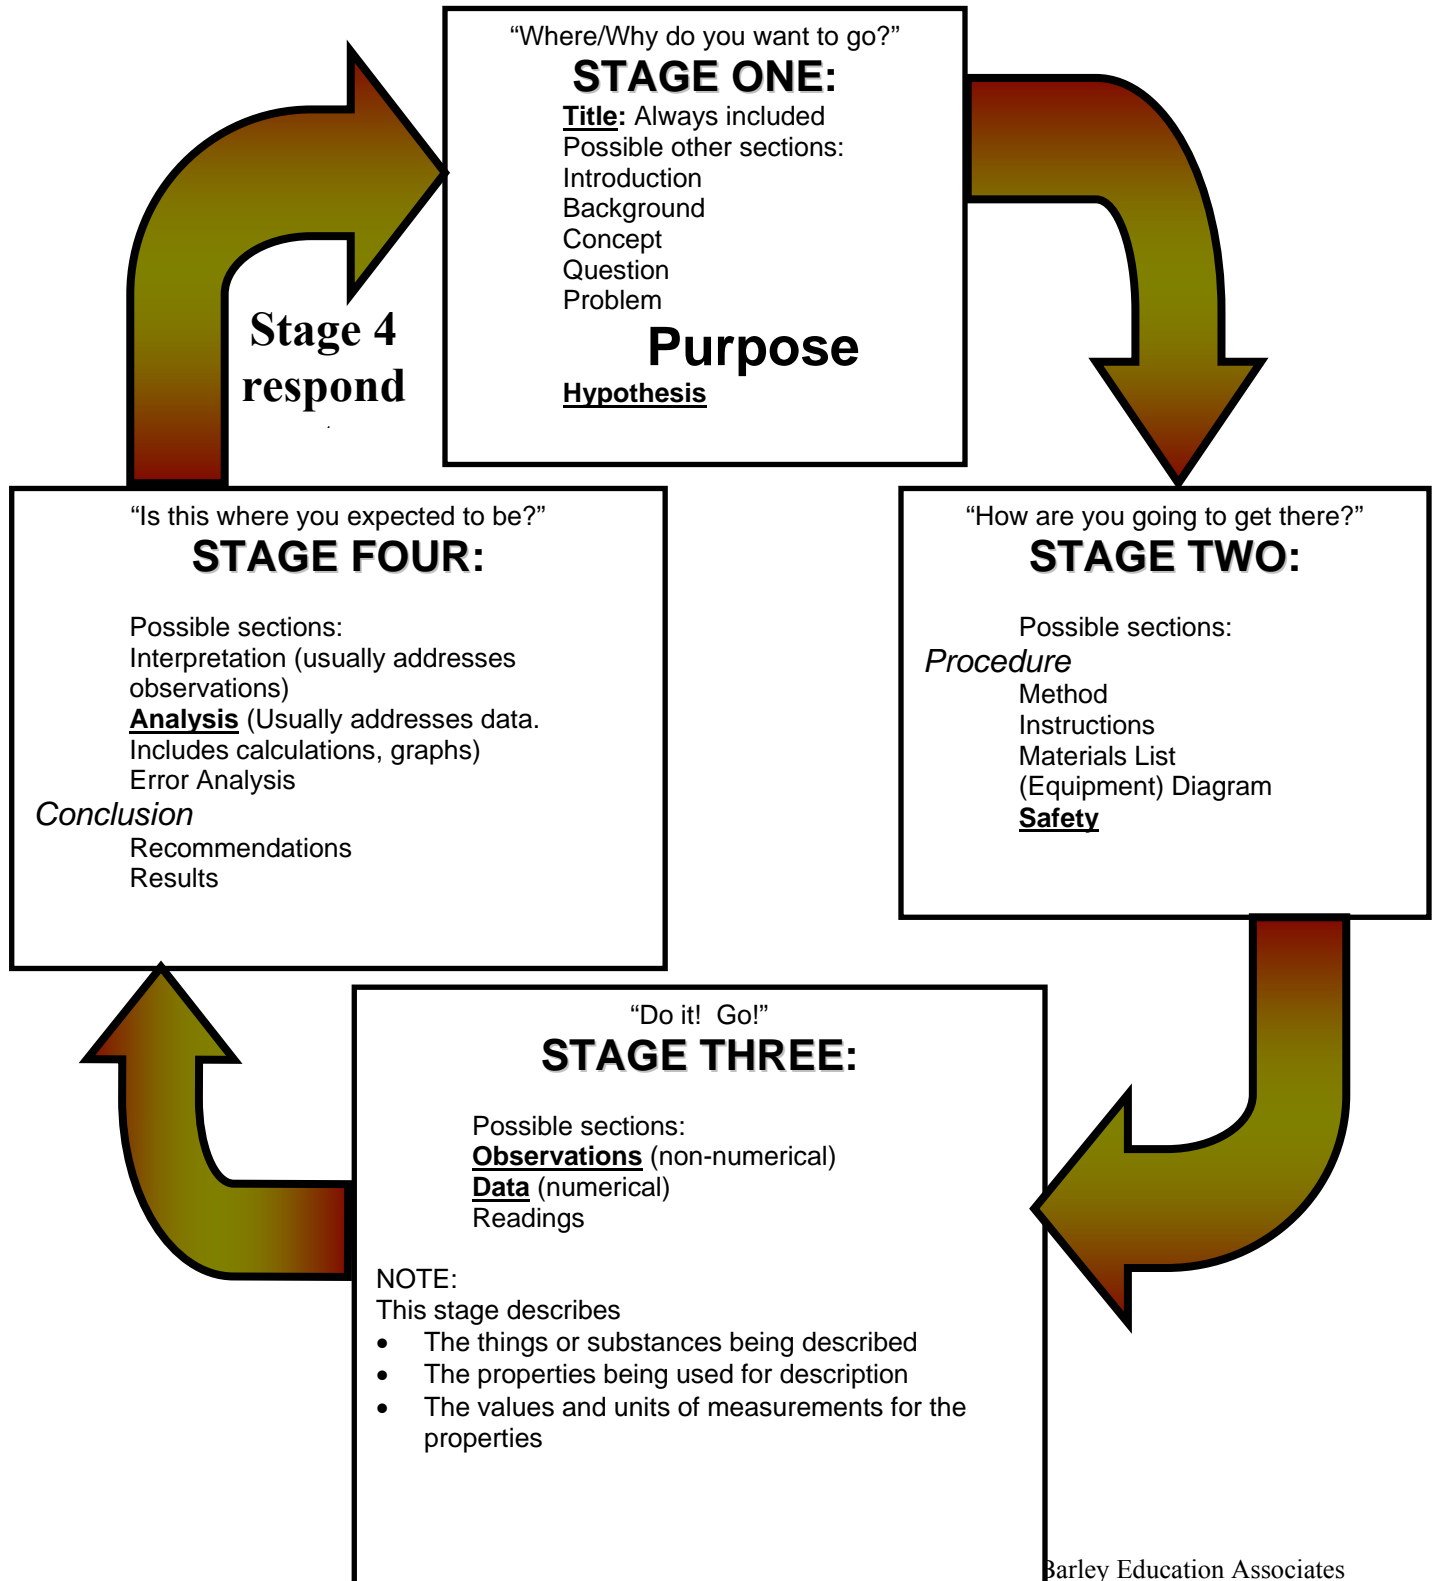 “Where/Why do you want to go?”
STAGE ONE:
Title: Always included
Possible other sections:
Introduction
Background
Concept
Question
Problem
Purpose
Hypothesis
Stage 4
respond
.
“How are you going to get there?”
STAGE TWO:
Possible sections:
Procedure
Method
Instructions
Materials List
(Equipment) Diagram
Safety
“Do it!  Go!”
STAGE THREE:
Possible sections:
Observations (non-numerical)
Data (numerical)
Readings
NOTE:
This stage describes
• The things or substances being described
• The properties being used for description
• The values and units of measurements for the
properties
“Is this where you expected to be?”
STAGE FOUR:
Possible sections:
Interpretation (usually addresses
observations)
Analysis (Usually addresses data.
Includes calculations, graphs)
Error Analysis
Conclusion
Recommendations
Results
Barley Education Associates